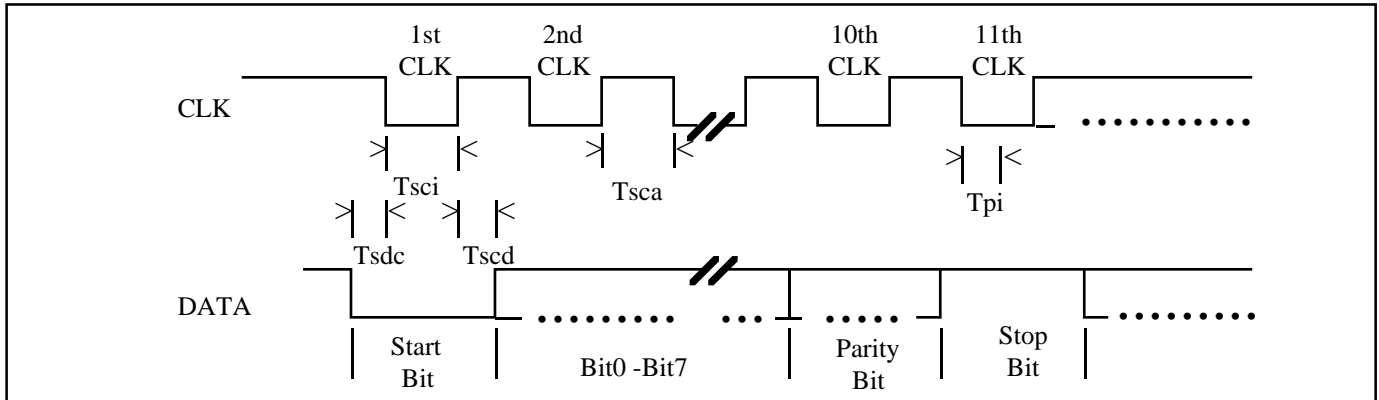 1st 2nd 10th 11th
CLK CLK CLK CLK
CLK
Tsci Tsca Tpi
Tsdc Tscd
DATA
Start Bit0 -Bit7 Parity Stop
Bit Bit Bit